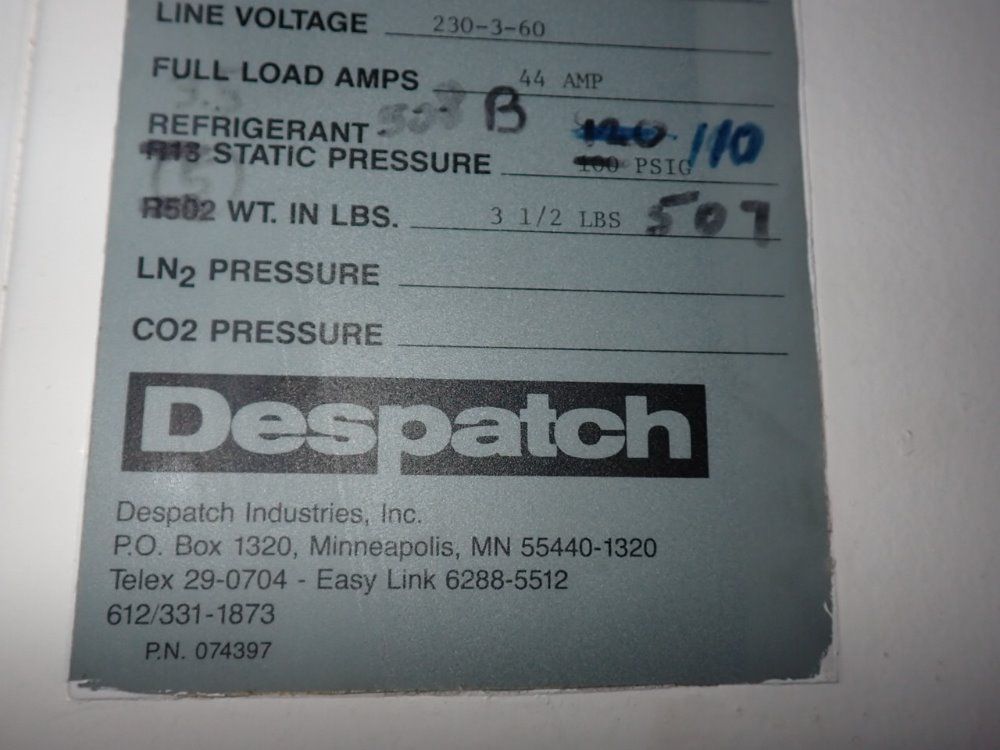 LINE VOLTAGE 230-3-60
FULL LOAD AMPS 44 AMP
REFRIGERANT 508 B 120 110
R13 STATIC PRESSURE 100 PSIG
R502 WT. IN LBS. 3 1/2 LBS 507
LN2 PRESSURE
CO2 PRESSURE
Despatch
Despatch Industries, Inc.
P.O. Box 1320, Minneapolis, MN 55440-1320
Telex 29-0704 - Easy Link 6288-5512
612/331-1873
P.N. 074397